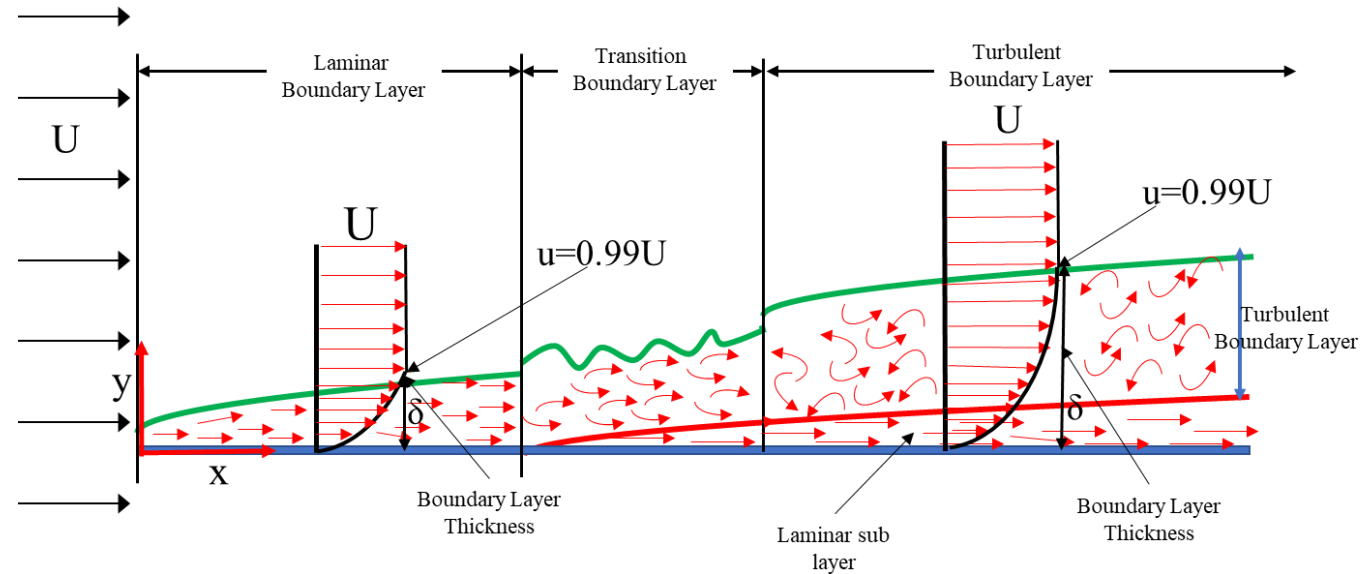 Laminar
Boundary Layer
Transition
Boundary Layer
Turbulent
Boundary Layer
U
U
U
u=0.99U
u=0.99U
y
x
δ
δ
Turbulent
Boundary Layer
Boundary Layer
Thickness
Laminar sub
layer
Boundary Layer
Thickness